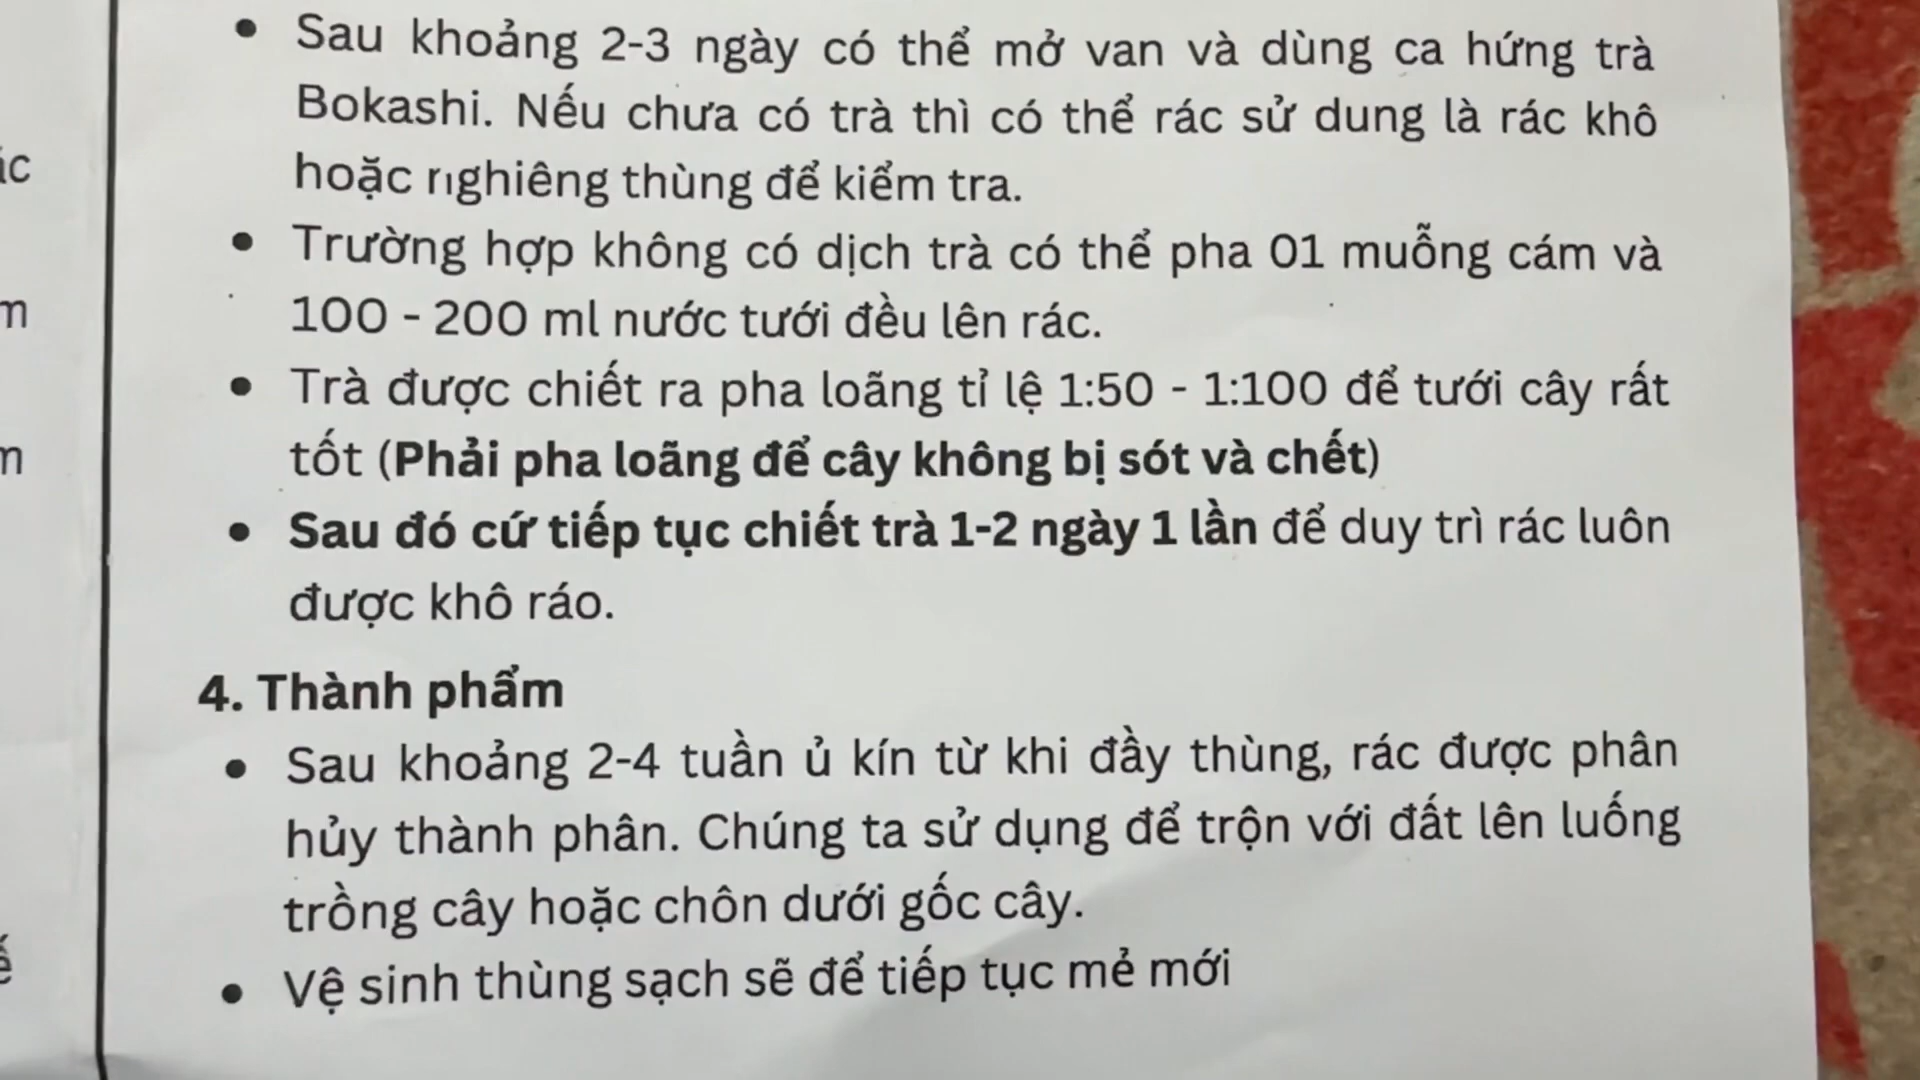 • Sau khoảng 2-3 ngày có thể mở van và dùng ca hứng trà
Bokashi. Nếu chưa có trà thì có thể rác sử dung là rác khô
hoặc nghiêng thùng để kiểm tra.
• Trường hợp không có dịch trà có thể pha 01 muỗng cám và
100 - 200 ml nước tưới đều lên rác.
• Trà được chiết ra pha loãng tỉ lệ 1:50 - 1:100 để tưới cây rất
tốt (Phải pha loãng để cây không bị sót và chết)
• Sau đó cứ tiếp tục chiết trà 1-2 ngày 1 lần để duy trì rác luôn
được khô ráo.
4. Thành phẩm
• Sau khoảng 2-4 tuần ủ kín từ khi đầy thùng, rác được phân
hủy thành phân. Chúng ta sử dụng để trộn với đất lên luống
trồng cây hoặc chôn dưới gốc cây.
• Vệ sinh thùng sạch sẽ để tiếp tục mẻ mới